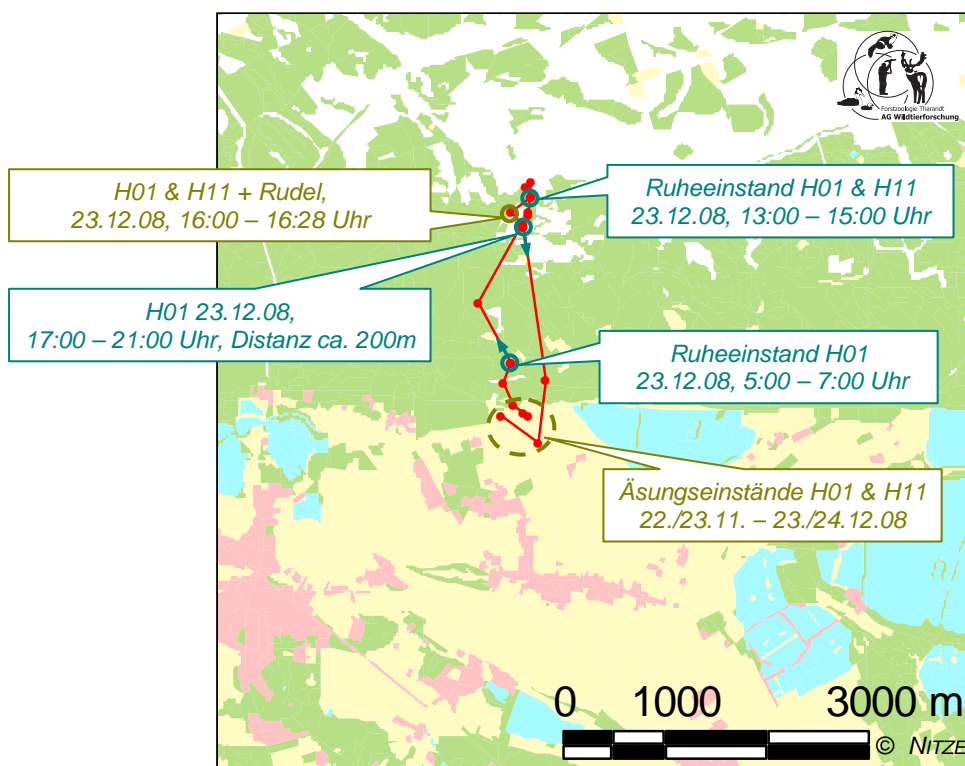 Forstzoologie Tharandt
AG Wildtierforschung
H01 & H11 + Rudel,
23.12.08, 16:00 – 16:28 Uhr
Ruheeinstand H01 & H11
23.12.08, 13:00 – 15:00 Uhr
H01 23.12.08,
17:00 – 21:00 Uhr, Distanz ca. 200m
Ruheeinstand H01
23.12.08, 5:00 – 7:00 Uhr
Äsungseinstände H01 & H11
22./23.11. – 23./24.12.08
0 1000 3000 m
© NITZE